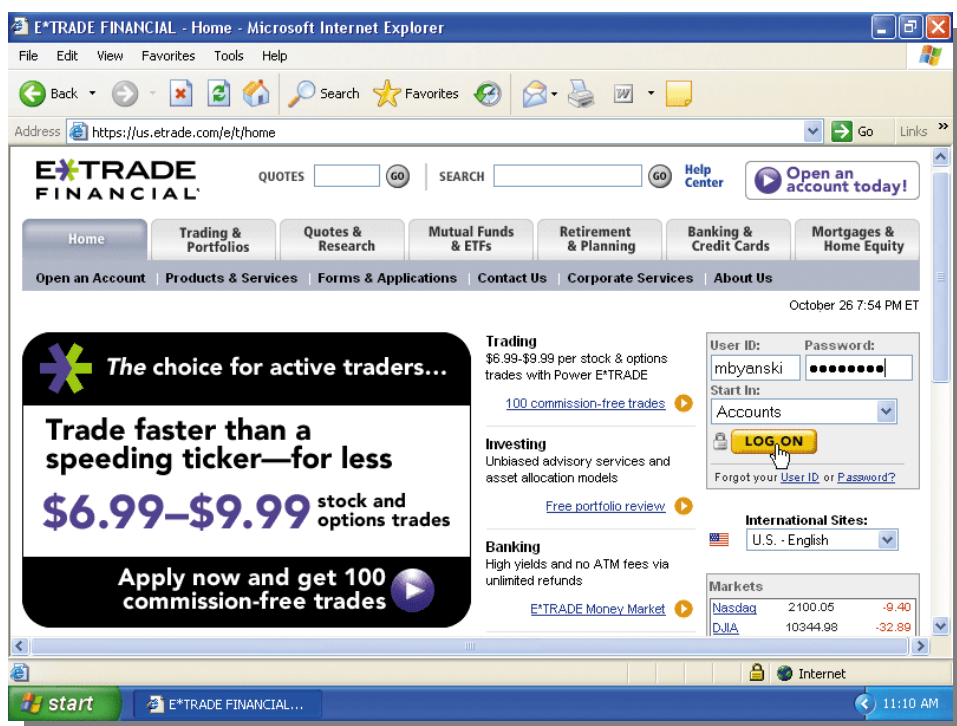 E*TRADE FINANCIAL - Home - Microsoft Internet Explorer
File Edit View Favorites Tools Help
Back Search Favorites
Address https://us.etrade.com/e/t/home Go Links »
E*TRADE FINANCIAL
QUOTES GO SEARCH GO Help Center Open an account today!
Home Trading & Portfolios Quotes & Research Mutual Funds & ETFs Retirement & Planning Banking & Credit Cards Mortgages & Home Equity
Open an Account | Products & Services | Forms & Applications | Contact Us | Corporate Services | About Us
October 26 7:54 PM ET
The choice for active traders...
Trade faster than a
speeding ticker—for less
$6.99–$9.99 stock and options trades
Apply now and get 100
commission-free trades
Trading
$6.99-$9.99 per stock & options
trades with Power E*TRADE
100 commission-free trades
Investing
Unbiased advisory services and
asset allocation models
Free portfolio review
Banking
High yields and no ATM fees via
unlimited refunds
E*TRADE Money Market
User ID: Password:
mbyanski ●●●●●●●●
Start In:
Accounts
LOG ON
Forgot your User ID or Password?
International Sites:
U.S. - English
Markets
Nasdaq 2100.05 -9.40
DJIA 10344.98 -32.89
Internet
start E*TRADE FINANCIAL... 11:10 AM